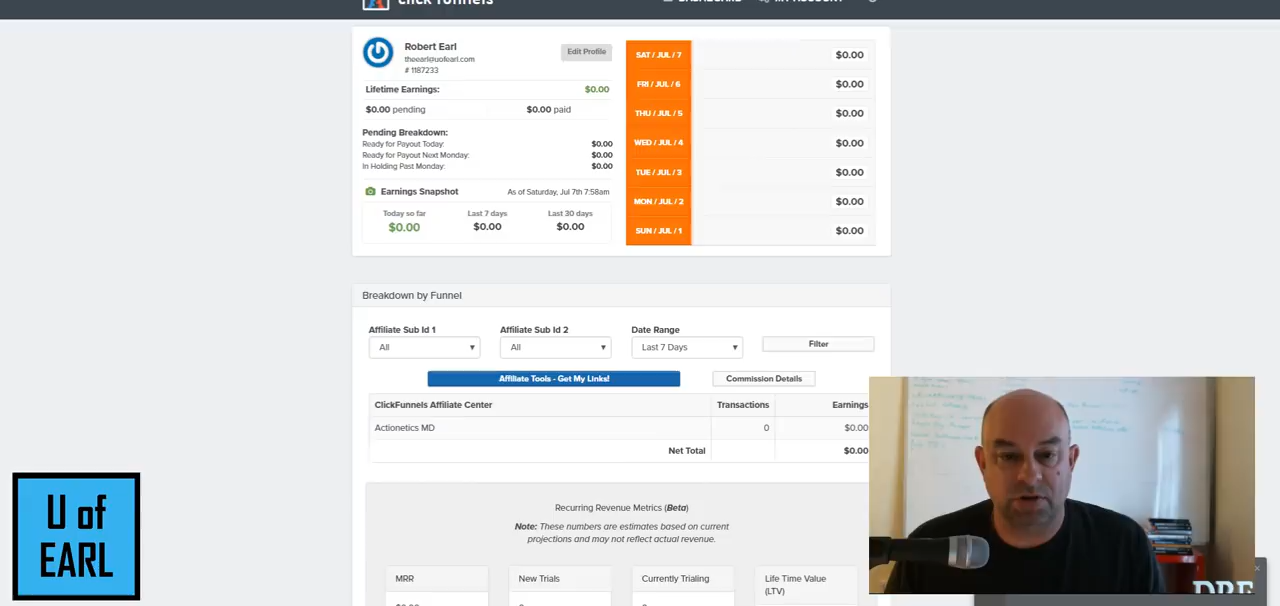 click funnels
DASHBOARD
MY ACCOUNT
Robert Earl
theearl@uofearl.com
# 1187233
Edit Profile
Lifetime Earnings: $0.00
$0.00 pending $0.00 paid
Pending Breakdown:
Ready for Payout Today: $0.00
Ready for Payout Next Monday: $0.00
In Holding Past Monday: $0.00
Earnings Snapshot As of Saturday, Jul 7th 7:58am
Today so far Last 7 days Last 30 days
$0.00 $0.00 $0.00
SAT / JUL / 7 $0.00
FRI / JUL / 6 $0.00
THU / JUL / 5 $0.00
WED / JUL / 4 $0.00
TUE / JUL / 3 $0.00
MON / JUL / 2 $0.00
SUN / JUL / 1 $0.00
Breakdown by Funnel
Affiliate Sub Id 1 Affiliate Sub Id 2 Date Range
All All Last 7 Days Filter
Affiliate Tools - Get My Links! Commission Details
ClickFunnels Affiliate Center Transactions Earnings
Actionetics MD 0 $0.00
Net Total $0.00
Recurring Revenue Metrics (Beta)
Note: These numbers are estimates based on current
projections and may not reflect actual revenue.
MRR New Trials Currently Trialing Life Time Value
(LTV)
U of
EARL